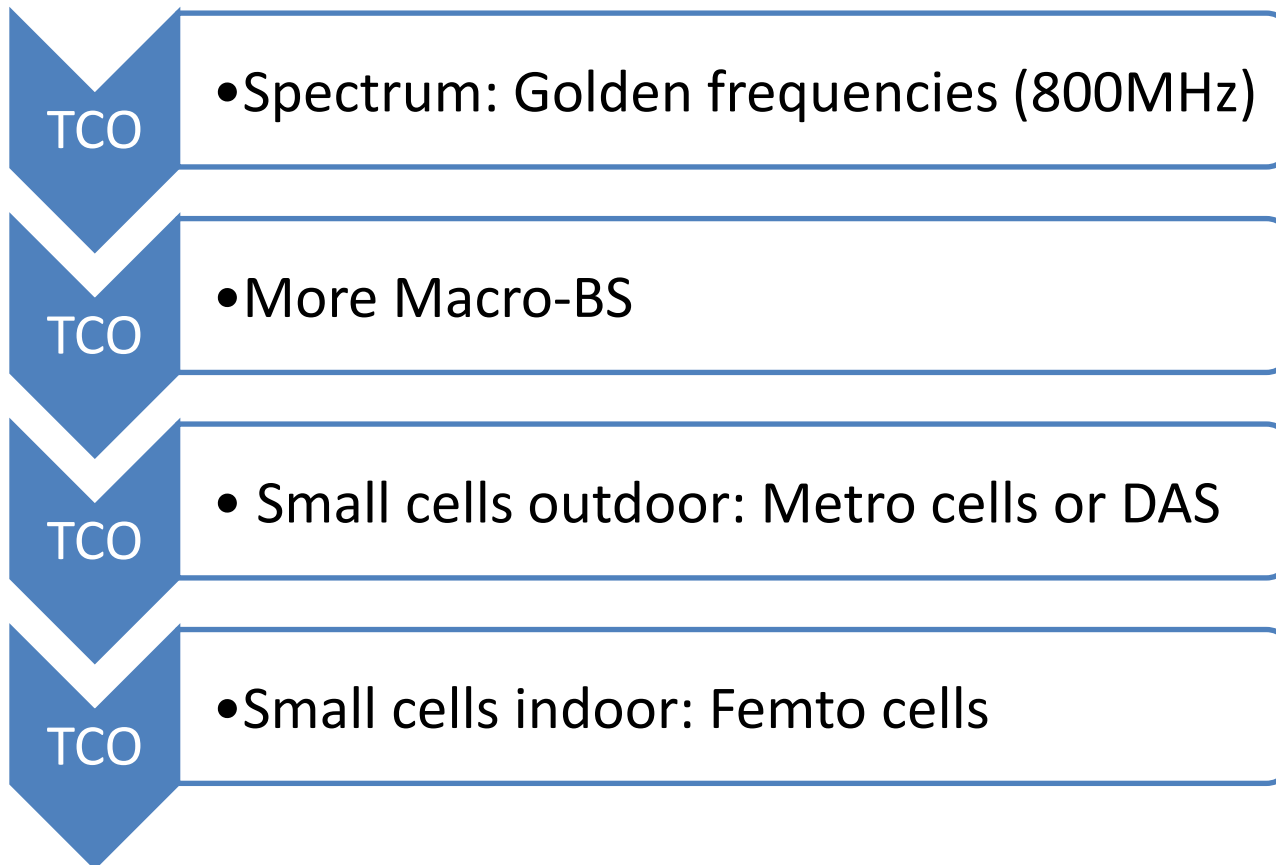 TCO
•Spectrum: Golden frequencies (800MHz)
TCO
•More Macro-BS
TCO
• Small cells outdoor: Metro cells or DAS
TCO
•Small cells indoor: Femto cells